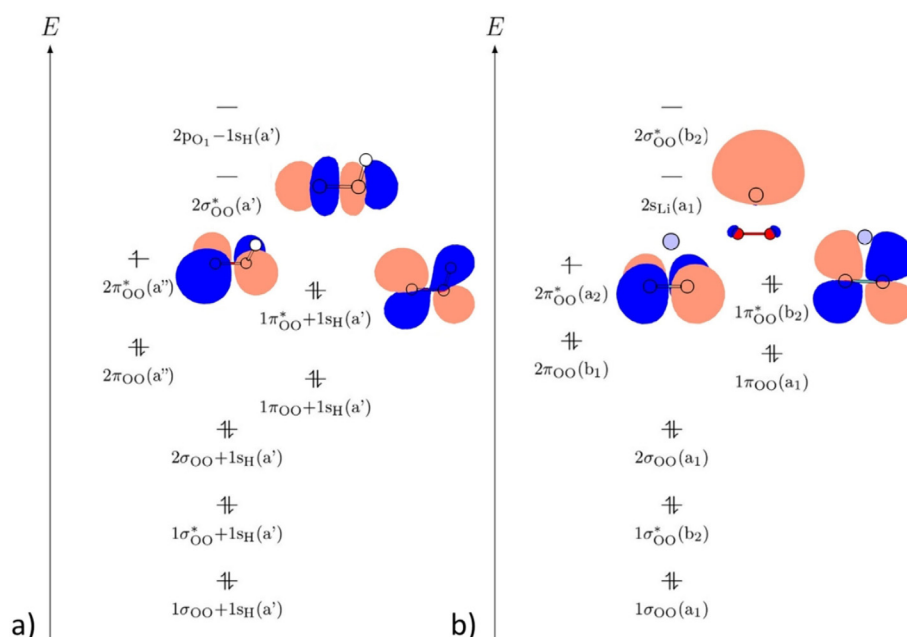 E
2p_{O_1}−1s_H(a')
2σ*_{OO}(a')
2π*_{OO}(a")
1π*_{OO}+1s_H(a')
2π_{OO}(a")
1π_{OO}+1s_H(a')
2σ_{OO}+1s_H(a')
1σ*_{OO}+1s_H(a')
1σ_{OO}+1s_H(a')
a)
E
2σ*_{OO}(b_2)
2s_{Li}(a_1)
2π*_{OO}(a_2)
1π*_{OO}(b_2)
2π_{OO}(b_1)
1π_{OO}(a_1)
2σ_{OO}(a_1)
1σ*_{OO}(b_2)
1σ_{OO}(a_1)
b)